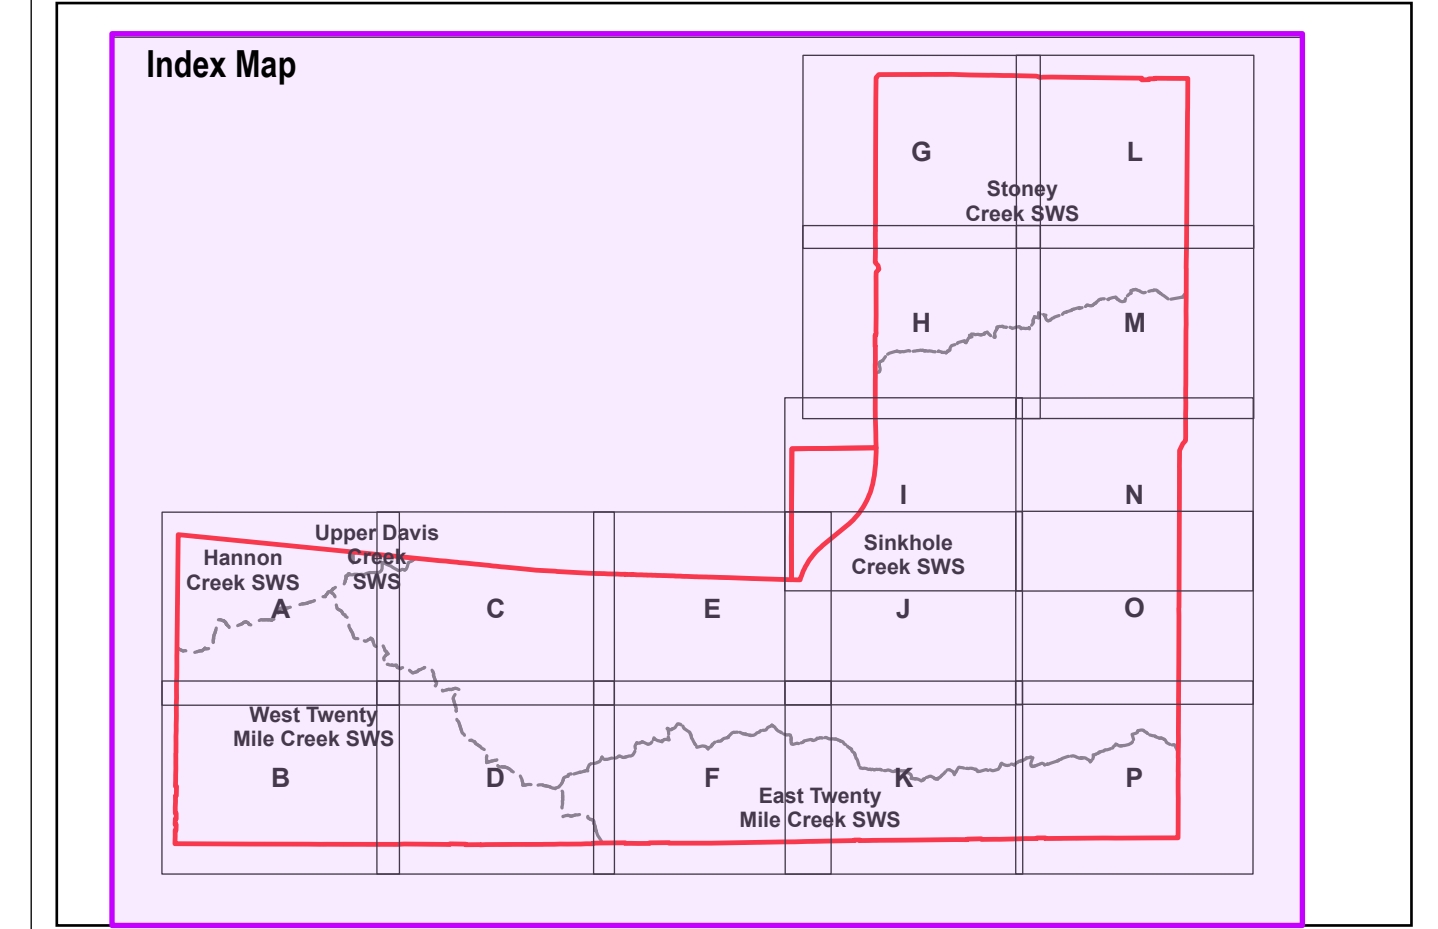 Index Map
G
L
Stoney
Creek SWS
H
M
I
N
Sinkhole
Creek SWS
Upper Davis
Creek
SWS
Hannon
Creek SWS
A
C
E
J
O
West Twenty
Mile Creek SWS
B
D
F
K
P
East Twenty
Mile Creek SWS